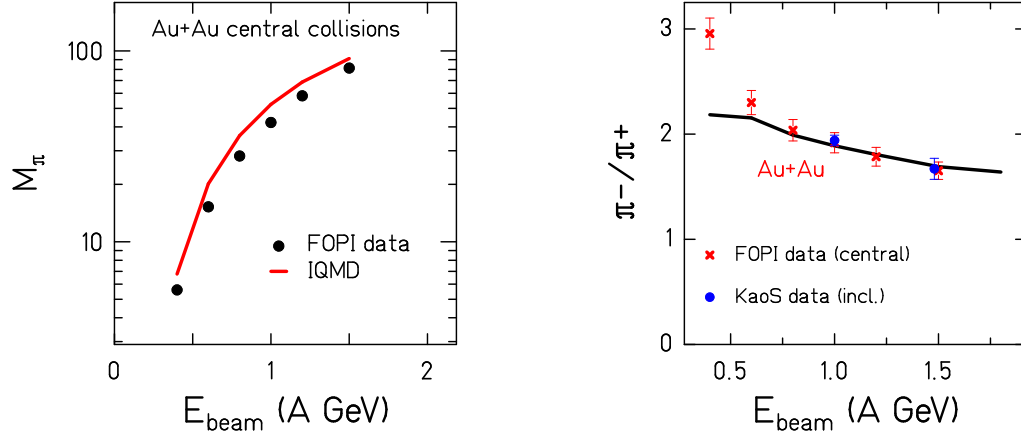 Au+Au central collisions
100
10
M_π
FOPI data
IQMD
0
1
2
E_beam (A GeV)
3
2
1
0
π-/π+
Au+Au
FOPI data (central)
KaoS data (incl.)
0.5
1.0
1.5
E_beam (A GeV)